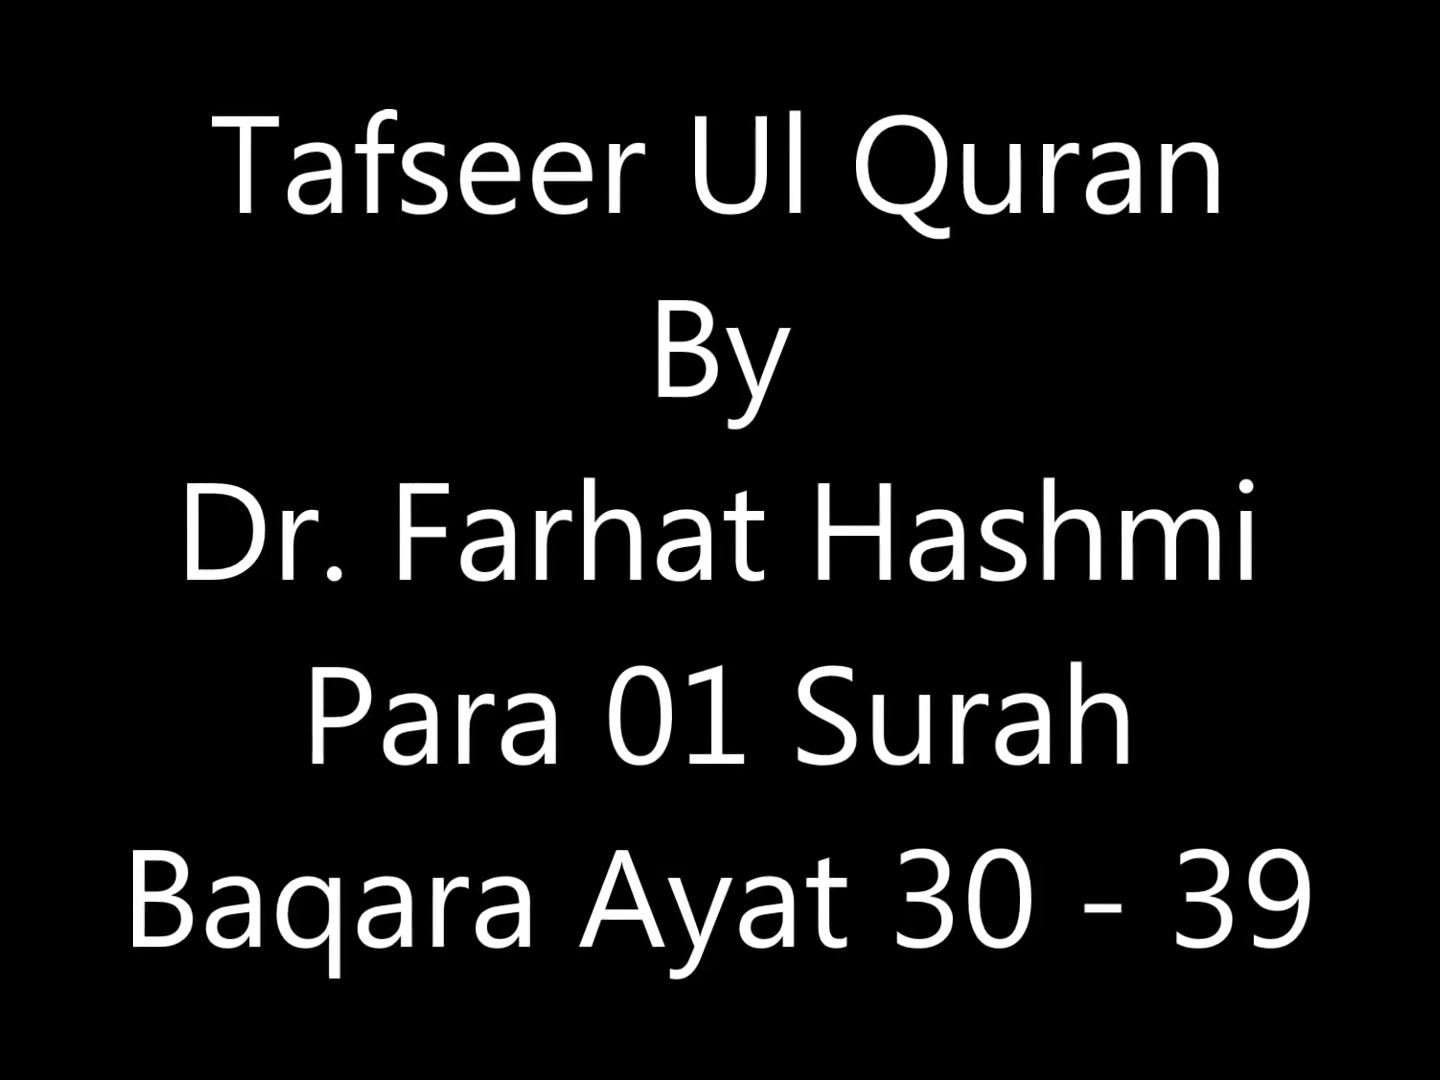 Tafseer Ul Quran
By
Dr. Farhat Hashmi
Para 01 Surah
Baqara Ayat 30 - 39